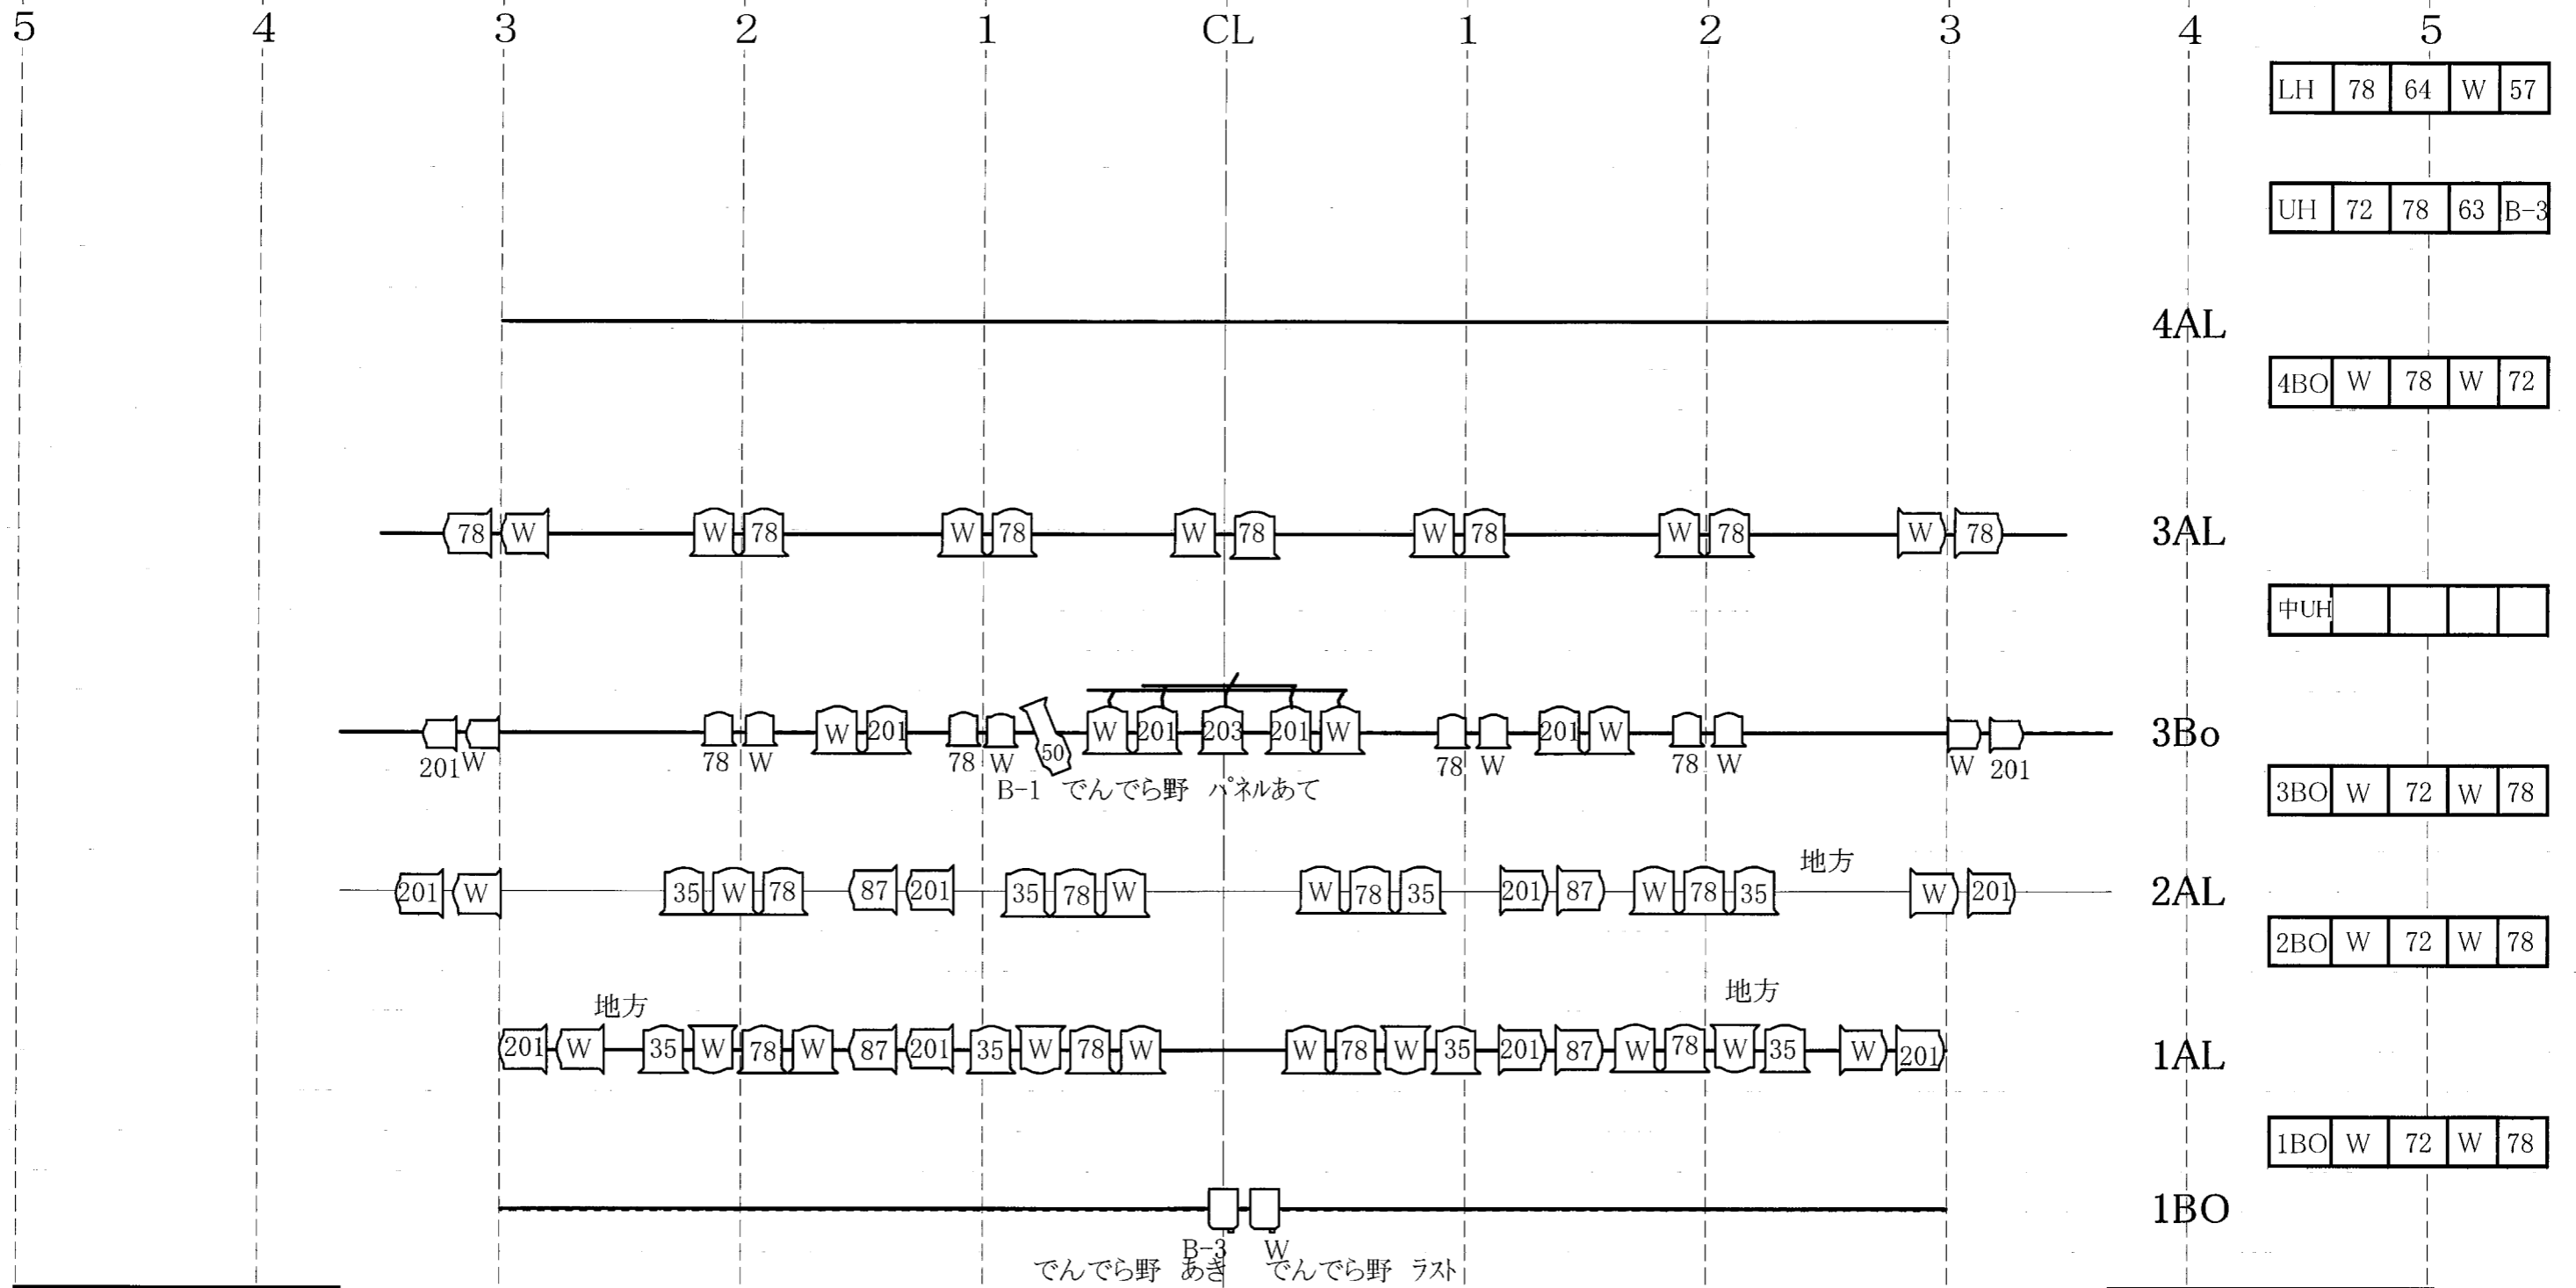 5 4 3 2 1 CL 1 2 3 4 5
LH 78 64 W 57
UH 72 78 63 B-3
4AL
4BO W 78 W 72
78 W W 78 W 78 W 78 W 78 W 78 W 78 3AL
中UH
W 201 W 201 203 201 W 201 W 3Bo
50
201 W 78 W 78 W 78 W 78 W W 201
B-1 でんでら野 パネルあて
3BO W 72 W 78
地方
201 W 35 W 78 87 201 35 78 W W 78 35 201 87 W 78 35 W 201 2AL
2BO W 72 W 78
地方 地方
201 W 35 W 78 W 87 201 35 W 78 W W 78 W 35 201 87 W 78 W 35 W 201 1AL
1BO W 72 W 78
1BO
B-3 W
でんでら野 あき でんでら野 ラスト